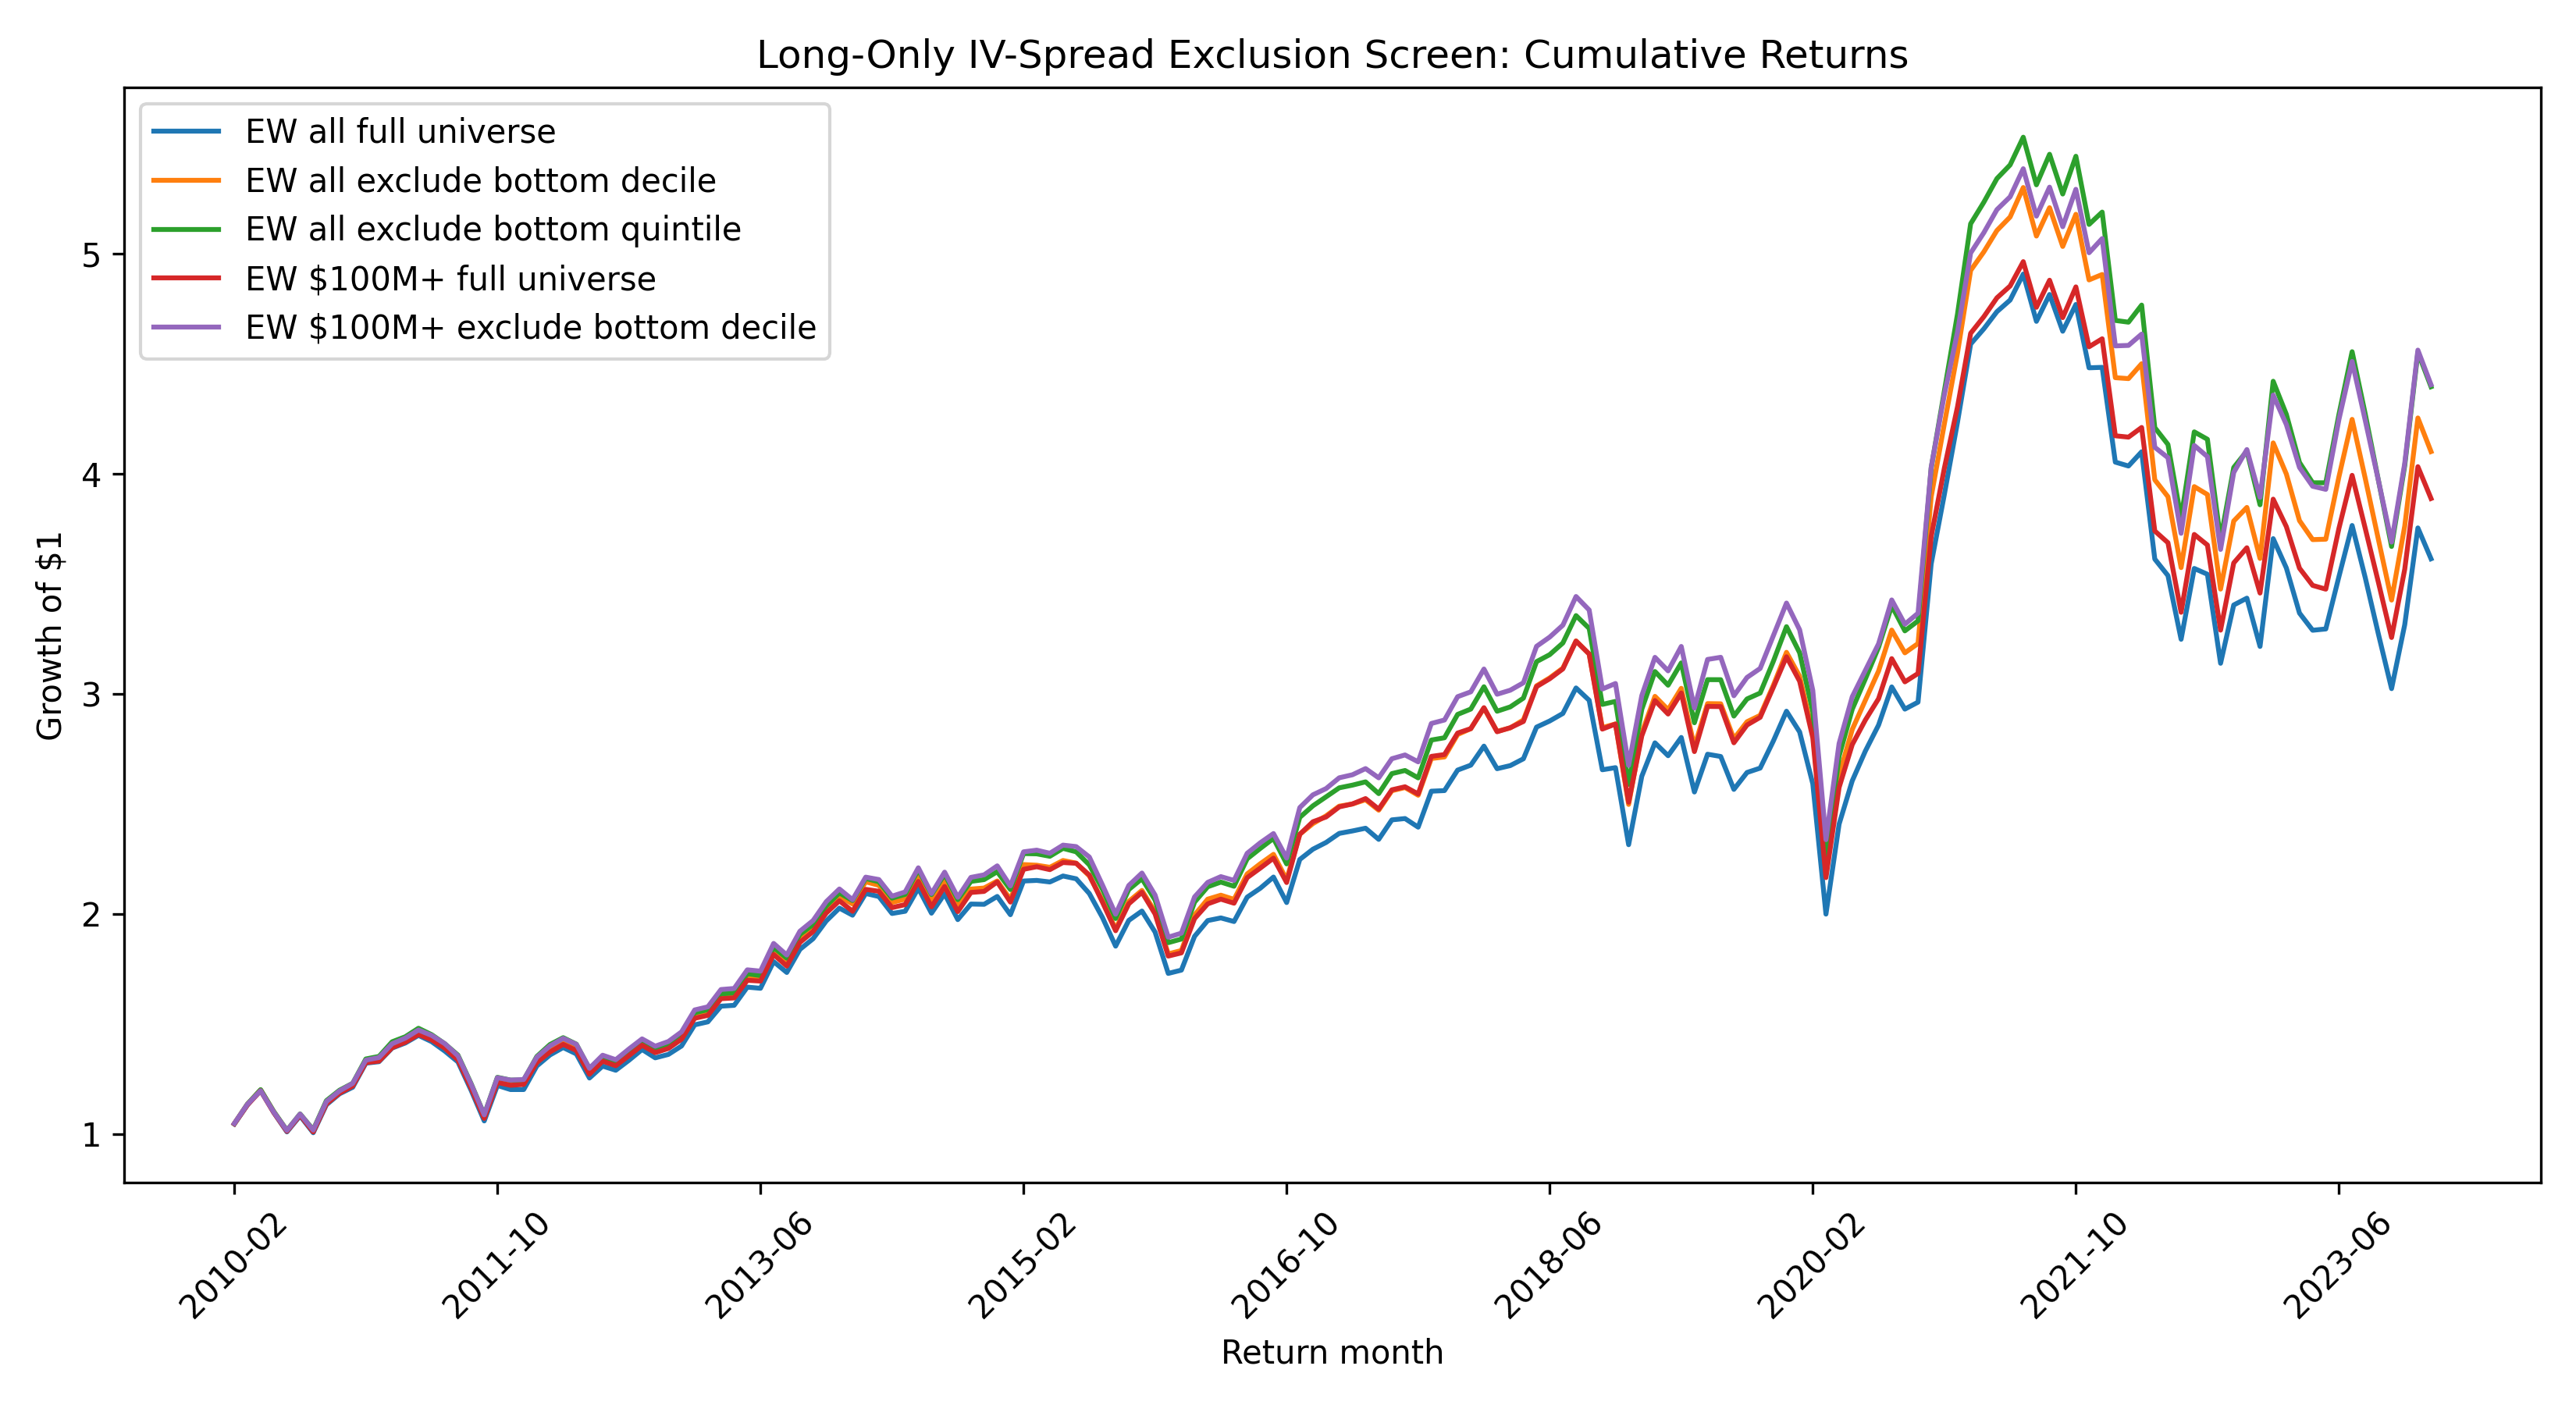 Long-Only IV-Spread Exclusion Screen: Cumulative Returns
EW all full universe
EW all exclude bottom decile
EW all exclude bottom quintile
EW $100M+ full universe
EW $100M+ exclude bottom decile
Growth of $1
5
4
3
2
1
2010-02
2011-10
2013-06
2015-02
2016-10
2018-06
2020-02
2021-10
2023-06
Return month